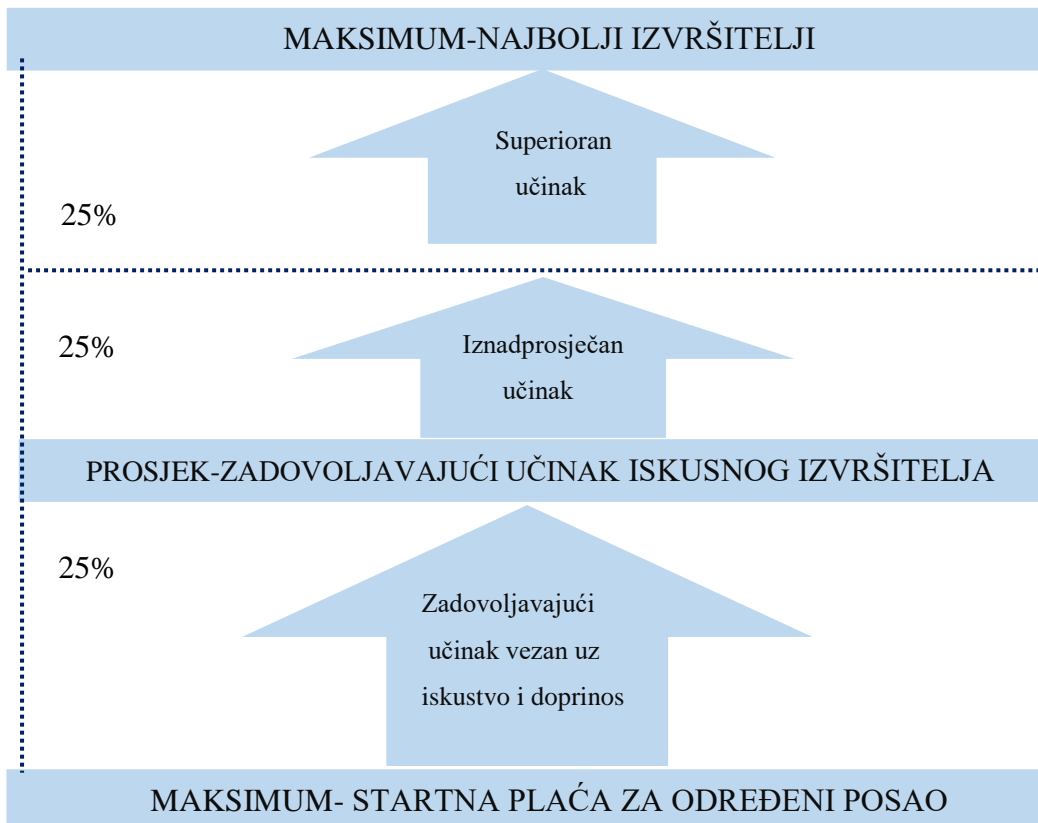 MAKSIMUM-NAJBOLJI IZVRŠITELJI
Superioran
učinak
25%
25%
Iznadprosječan
učinak
PROSJEK-ZADOVOLJAVAJUĆI UČINAK ISKUSNOG IZVRŠITELJA
25%
Zadovoljavajući
učinak vezan uz
iskustvo i doprinos
MAKSIMUM- STARTNA PLAĆA ZA ODREĐENI POSAO